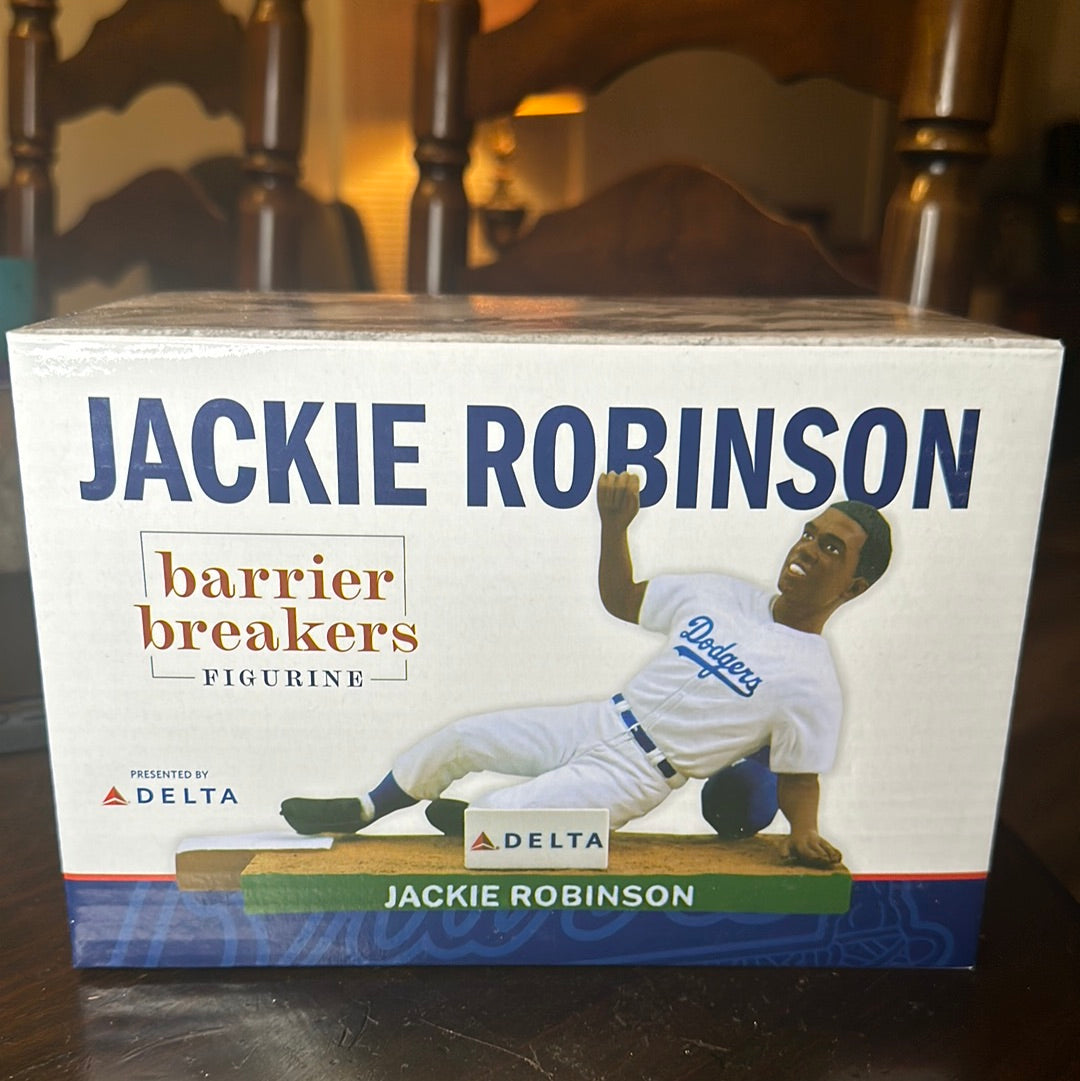 JACKIE ROBINSON
barrier
breakers
FIGURINE
Dodgers
PRESENTED BY
DELTA
DELTA
JACKIE ROBINSON